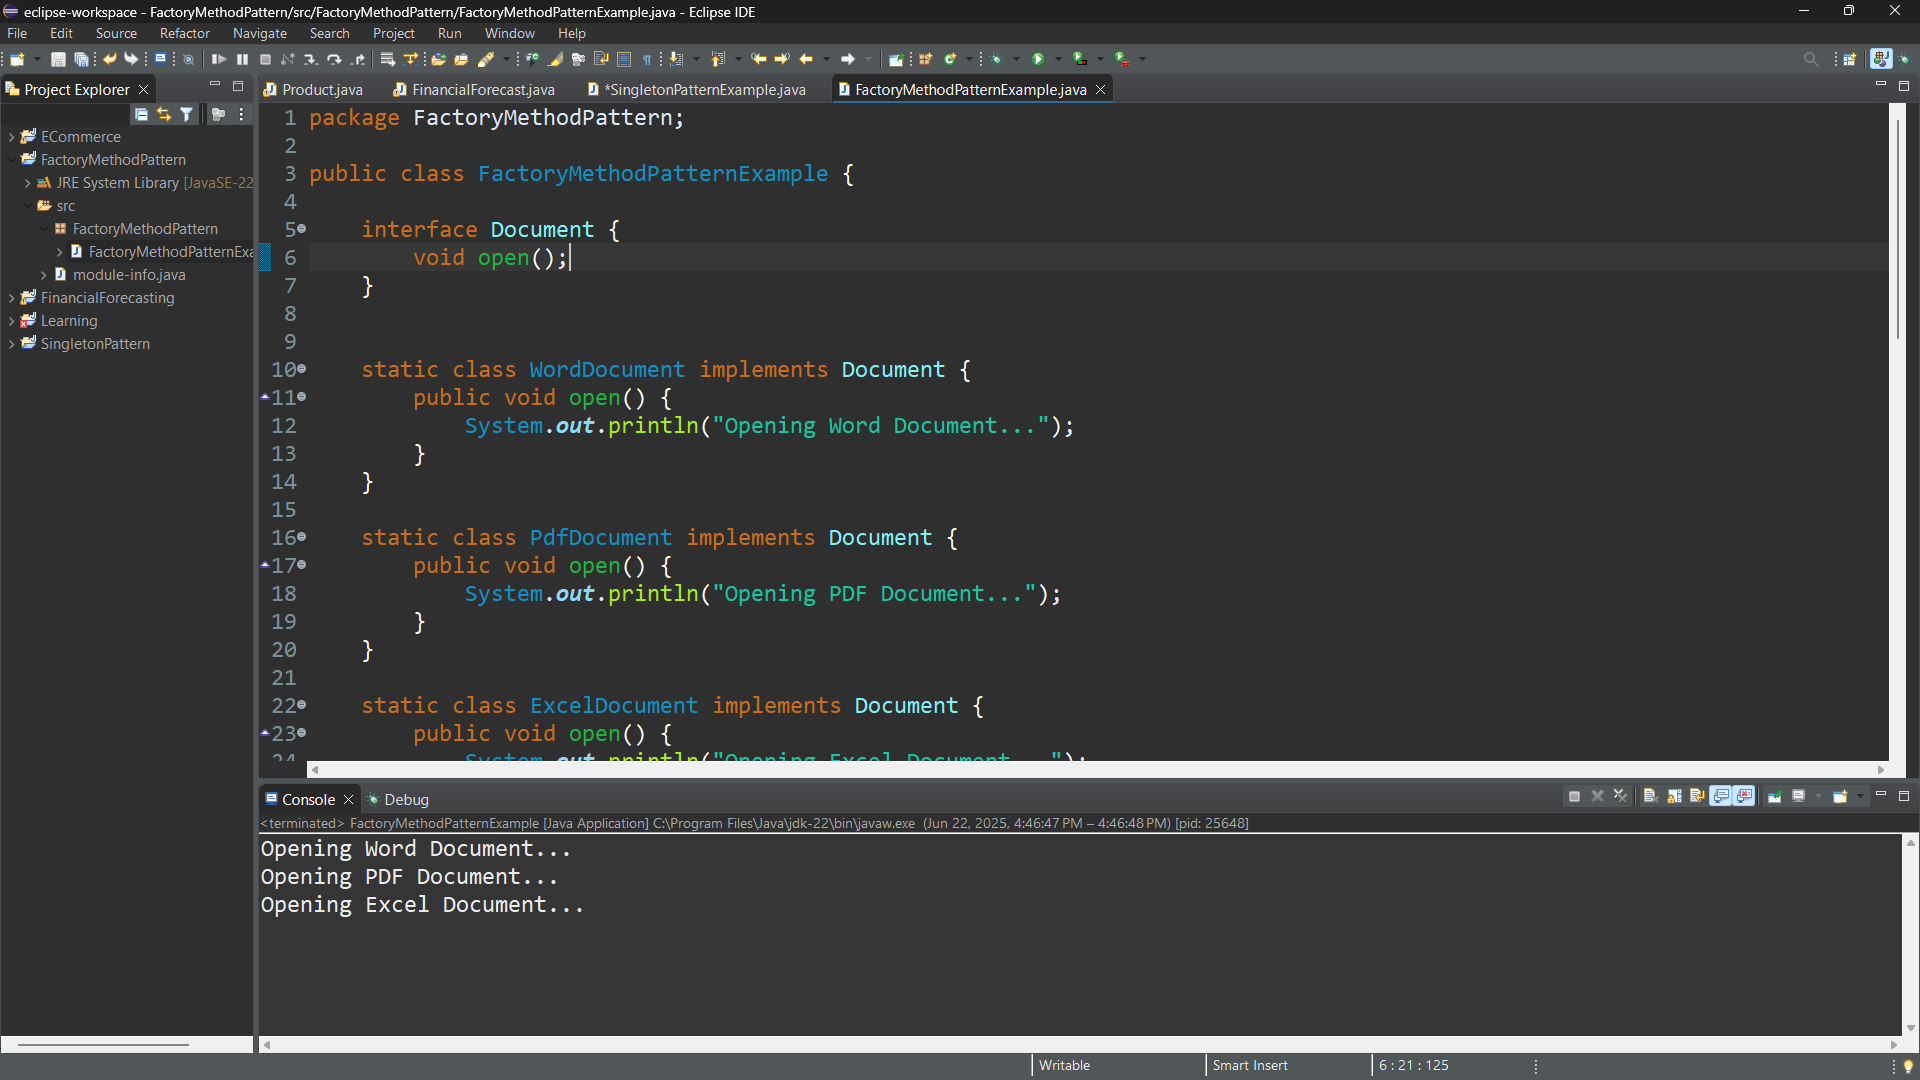 eclipse-workspace - FactoryMethodPattern/src/FactoryMethodPattern/FactoryMethodPatternExample.java - Eclipse IDE
File Edit Source Refactor Navigate Search Project Run Window Help
Project Explorer
ECommerce
FactoryMethodPattern
JRE System Library [JavaSE-22
src
FactoryMethodPattern
FactoryMethodPatternExa
module-info.java
FinancialForecasting
Learning
SingletonPattern
Product.java FinancialForecast.java *SingletonPatternExample.java FactoryMethodPatternExample.java
1 package FactoryMethodPattern;
2
3 public class FactoryMethodPatternExample {
4
5 interface Document {
6 void open();
7 }
8
9
10 static class WordDocument implements Document {
11 public void open() {
12 System.out.println("Opening Word Document...");
13 }
14 }
15
16 static class PdfDocument implements Document {
17 public void open() {
18 System.out.println("Opening PDF Document...");
19 }
20 }
21
22 static class ExcelDocument implements Document {
23 public void open() {
24 System.out.println("Opening Excel Document...");
Console Debug
<terminated> FactoryMethodPatternExample [Java Application] C:\Program Files\Java\jdk-22\bin\javaw.exe (Jun 22, 2025, 4:46:47 PM – 4:46:48 PM) [pid: 25648]
Opening Word Document...
Opening PDF Document...
Opening Excel Document...
Writable Smart Insert 6 : 21 : 125